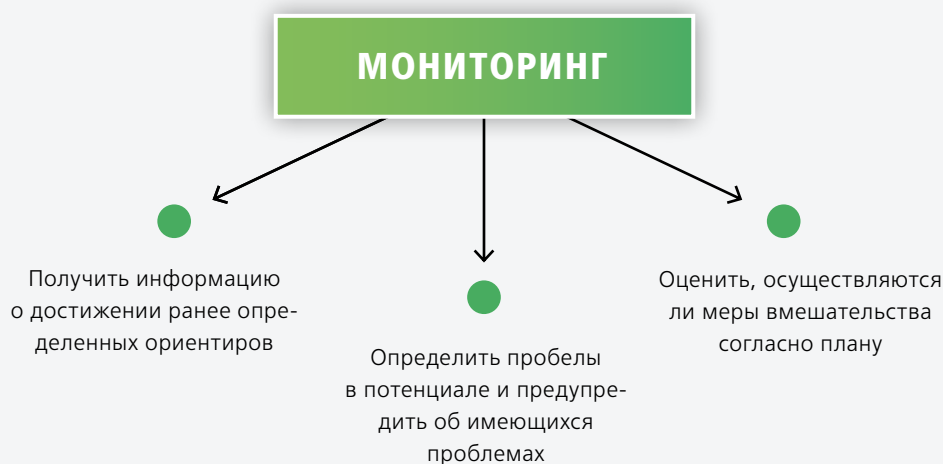 МОНИТОРИНГ
Получить информацию
о достижении ранее опре-
деленных ориентиров
Определить пробелы
в потенциале и предупре-
дить об имеющихся
проблемах
Оценить, осуществляются
ли меры вмешательства
согласно плану